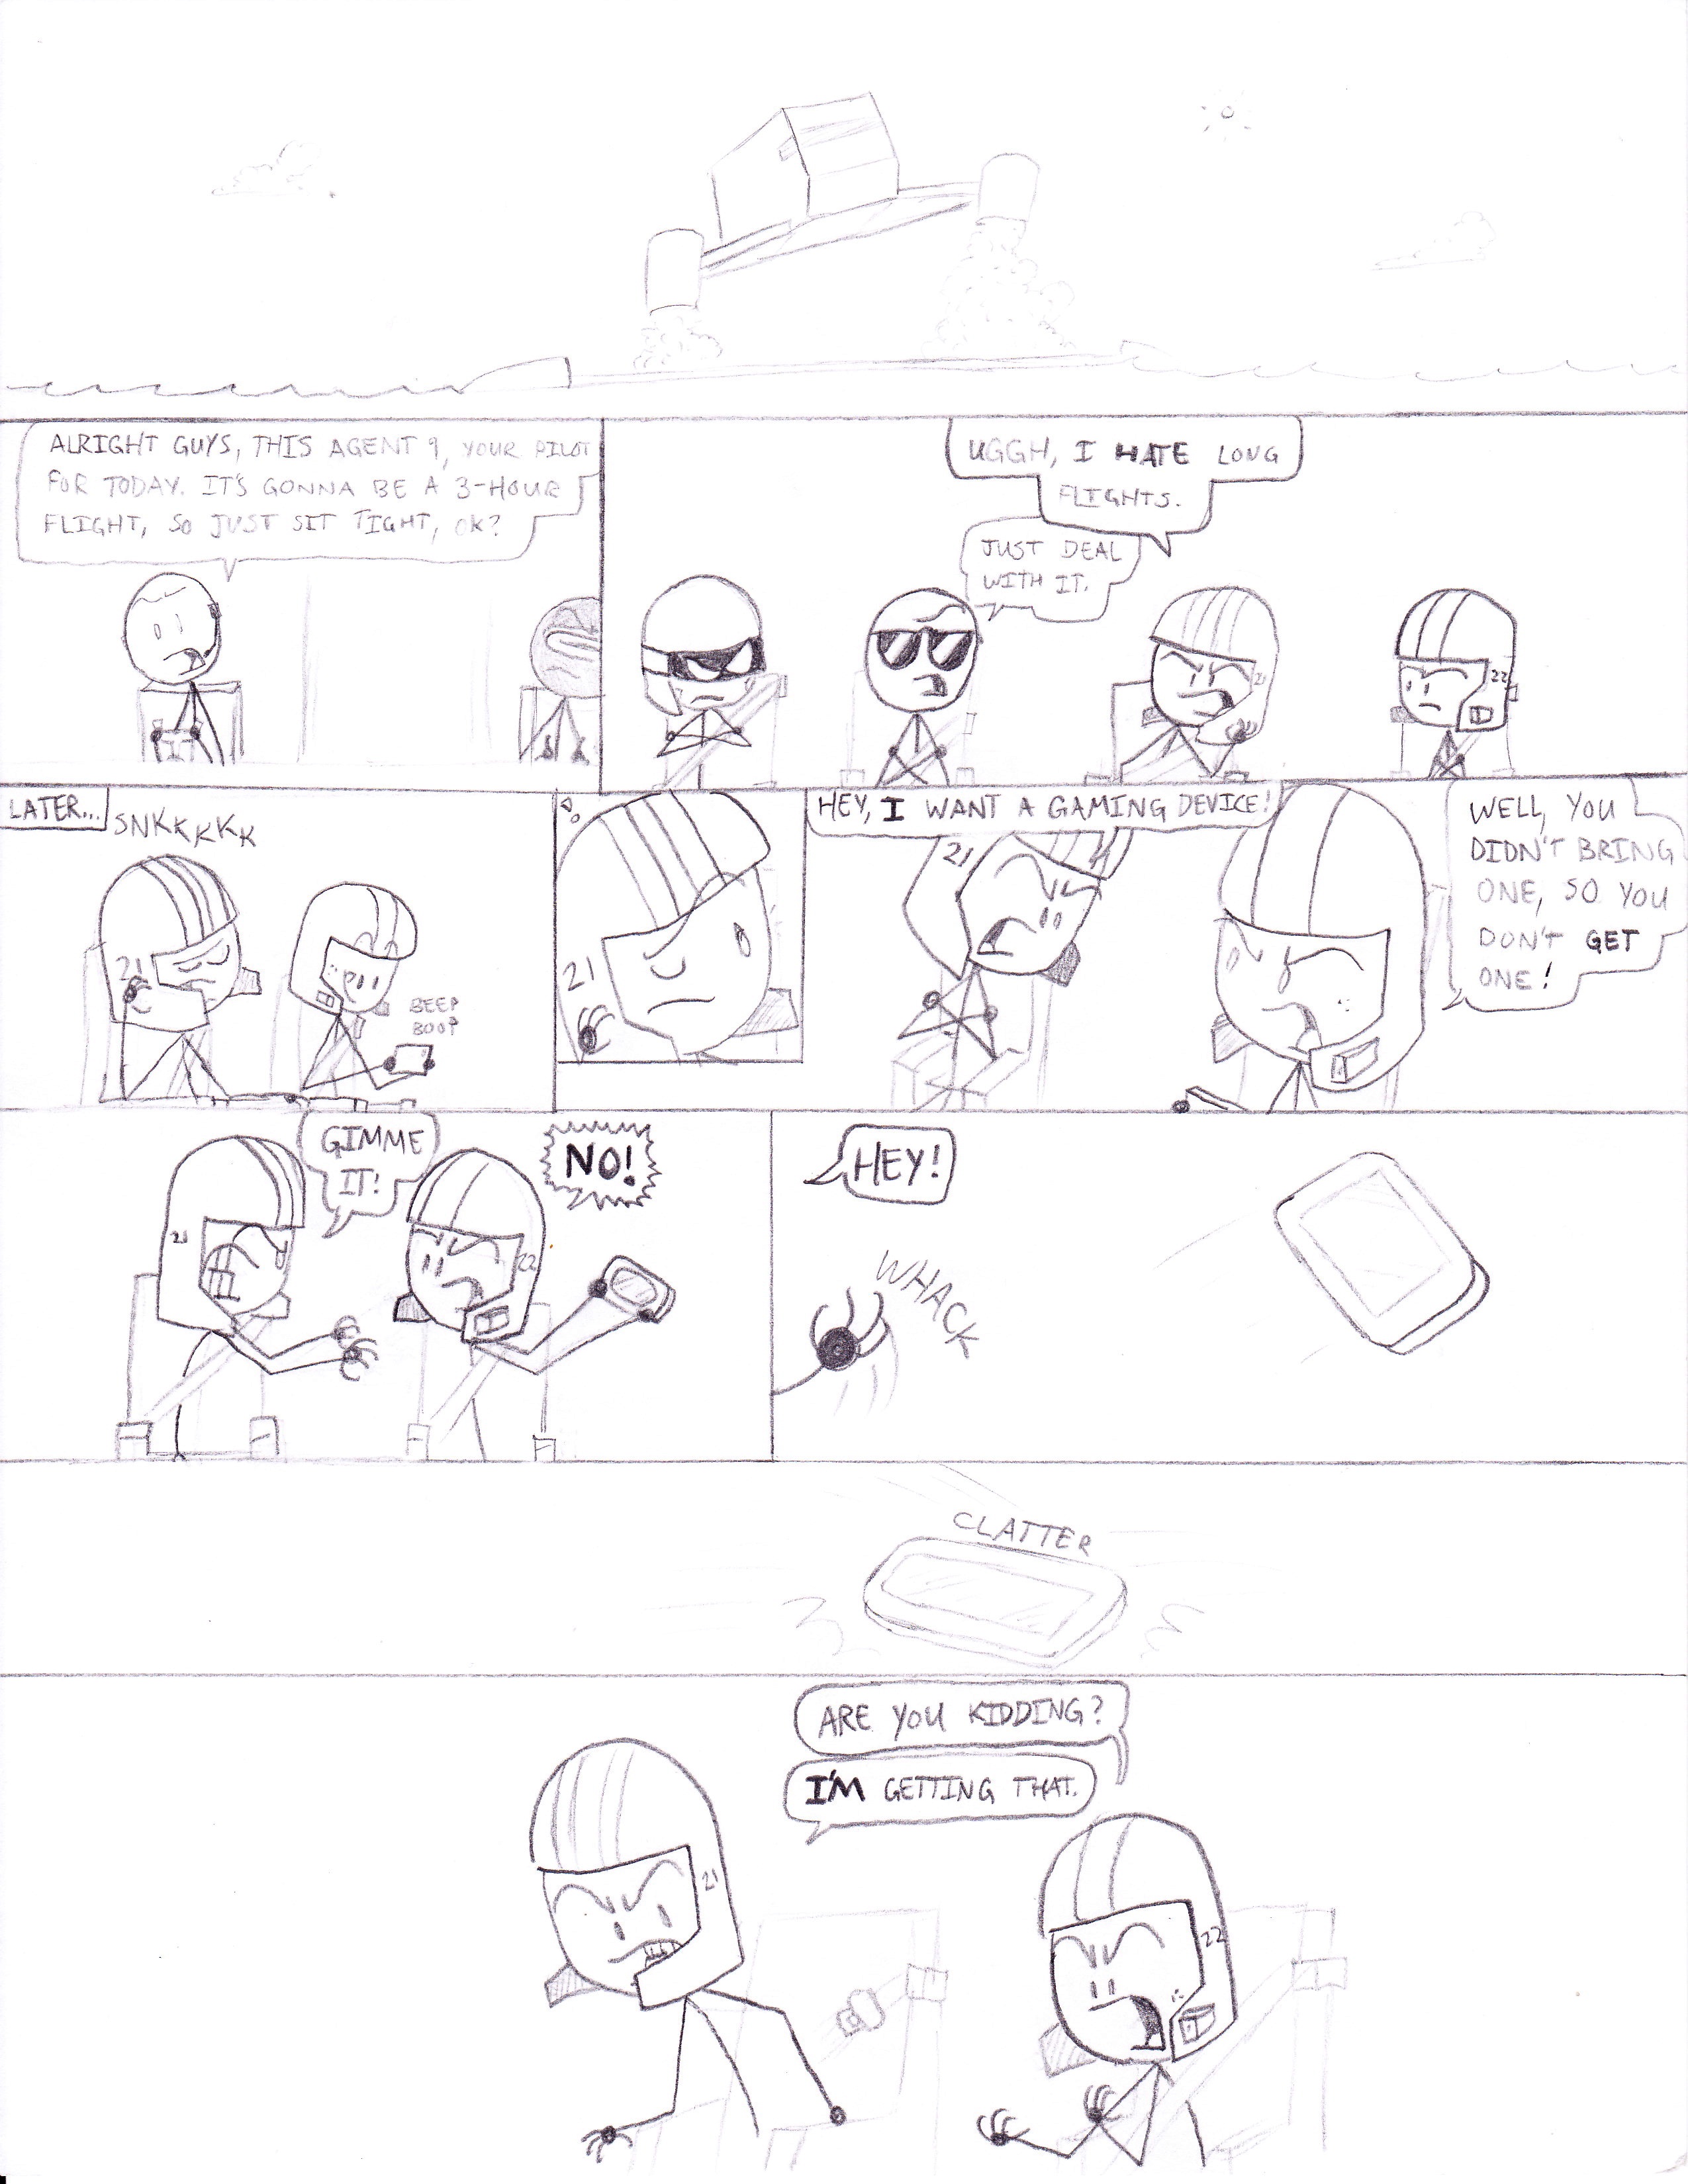 ALRIGHT GUYS, THIS AGENT 9, YOUR PILOT
FOR TODAY. IT'S GONNA BE A 3-HOUR
FLIGHT, SO JUST SIT TIGHT, OK?
UGGH, I HATE LONG
FLIGHTS.
JUST DEAL
WITH IT.
21
22
LATER...
SNKKKKK
21
BEEP
BOOP
21
HEY, I WANT A GAMING DEVICE!
21
WELL, YOU
DIDN'T BRING
ONE, SO YOU
DON'T GET
ONE!
GIMME
IT!
NO!
21
22
HEY!
WHACK
CLATTER
ARE YOU KIDDING?
I'M GETTING THAT.
21
22